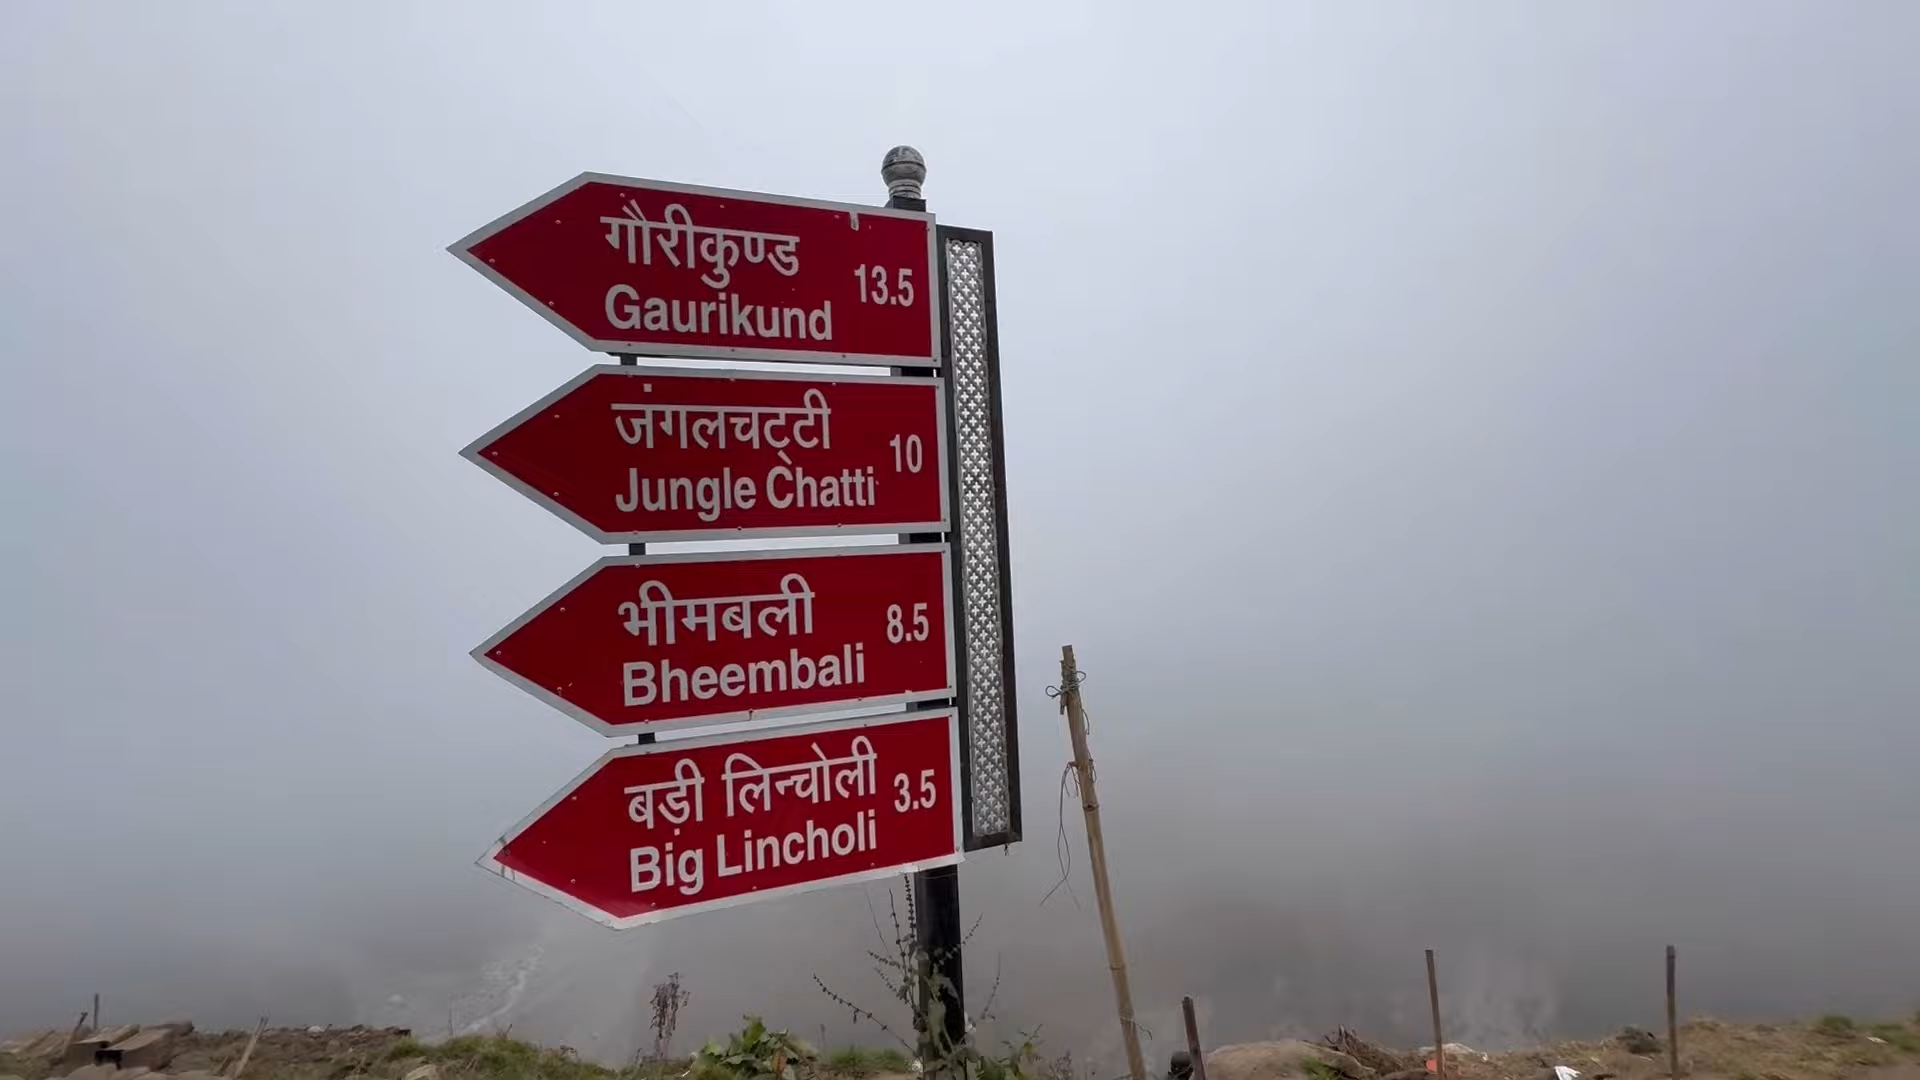 गौरीकुण्ड
13.5
Gaurikund
जंगलचट्टी
10
Jungle Chatti
भीमबली
8.5
Bheembali
बड़ी लिन्चोली
3.5
Big Lincholi